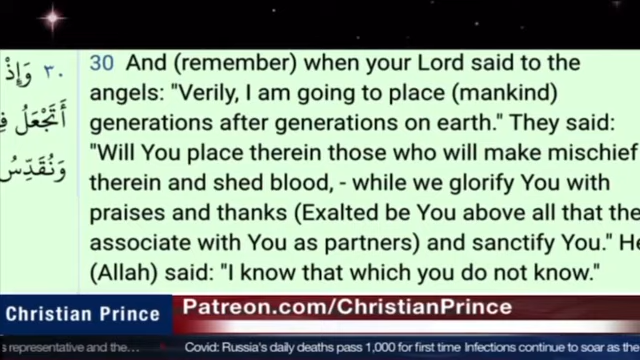 ٣٠ وَإِذْ
أَتَجْعَلُ
وَنُقَدِّسُ
30 And (remember) when your Lord said to the
angels: "Verily, I am going to place (mankind)
generations after generations on earth." They said:
"Will You place therein those who will make mischief
therein and shed blood, - while we glorify You with
praises and thanks (Exalted be You above all that the
associate with You as partners) and sanctify You." He
(Allah) said: "I know that which you do not know."
Christian Prince
Patreon.com/ChristianPrince
s representative and the...
Covid: Russia's daily deaths pass 1,000 for first time Infections continue to soar as the